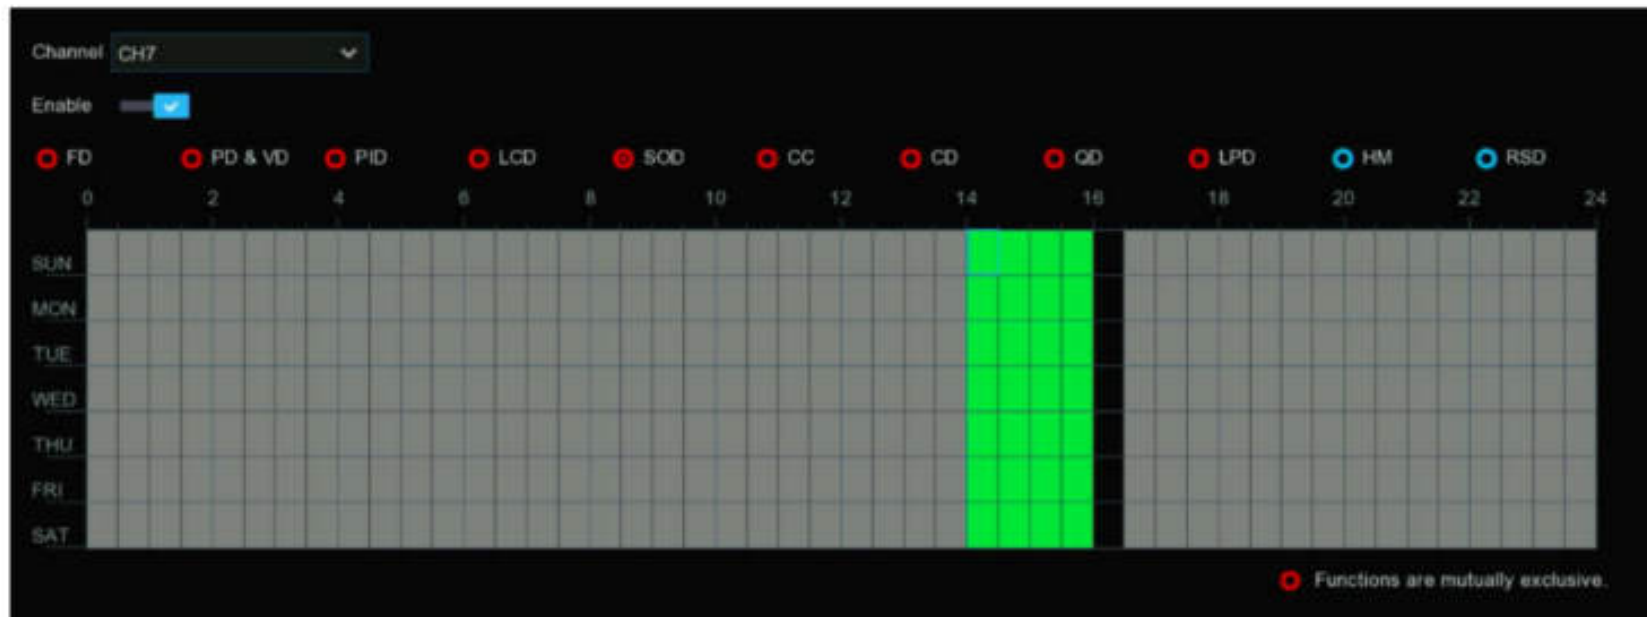 Channel CH7
Enable
FD PD & VD PID LCD SOD CC CD QD LPD HM RSD
0 2 4 6 8 10 12 14 16 18 20 22 24
SUN
MON
TUE
WED
THU
FRI
SAT
Functions are mutually exclusive.